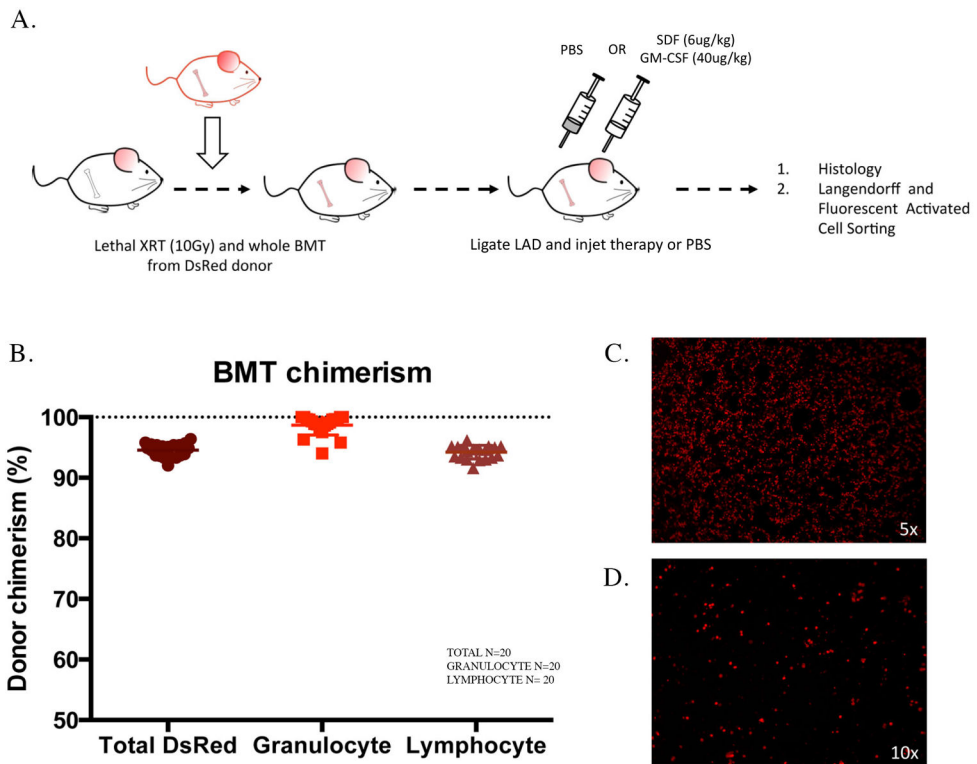 A.
PBS OR SDF (6ug/kg)
GM-CSF (40ug/kg)
1. Histology
2. Langendorff and
Fluorescent Activated
Cell Sorting
Lethal XRT (10Gy) and whole BMT
from DsRed donor
Ligate LAD and injet therapy or PBS
B.
BMT chimerism
Donor chimerism (%)
100
90
80
70
60
50
TOTAL N=20
GRANULOCYTE N=20
LYMPHOCYTE N= 20
Total DsRed Granulocyte Lymphocyte
C.
5x
D.
10x